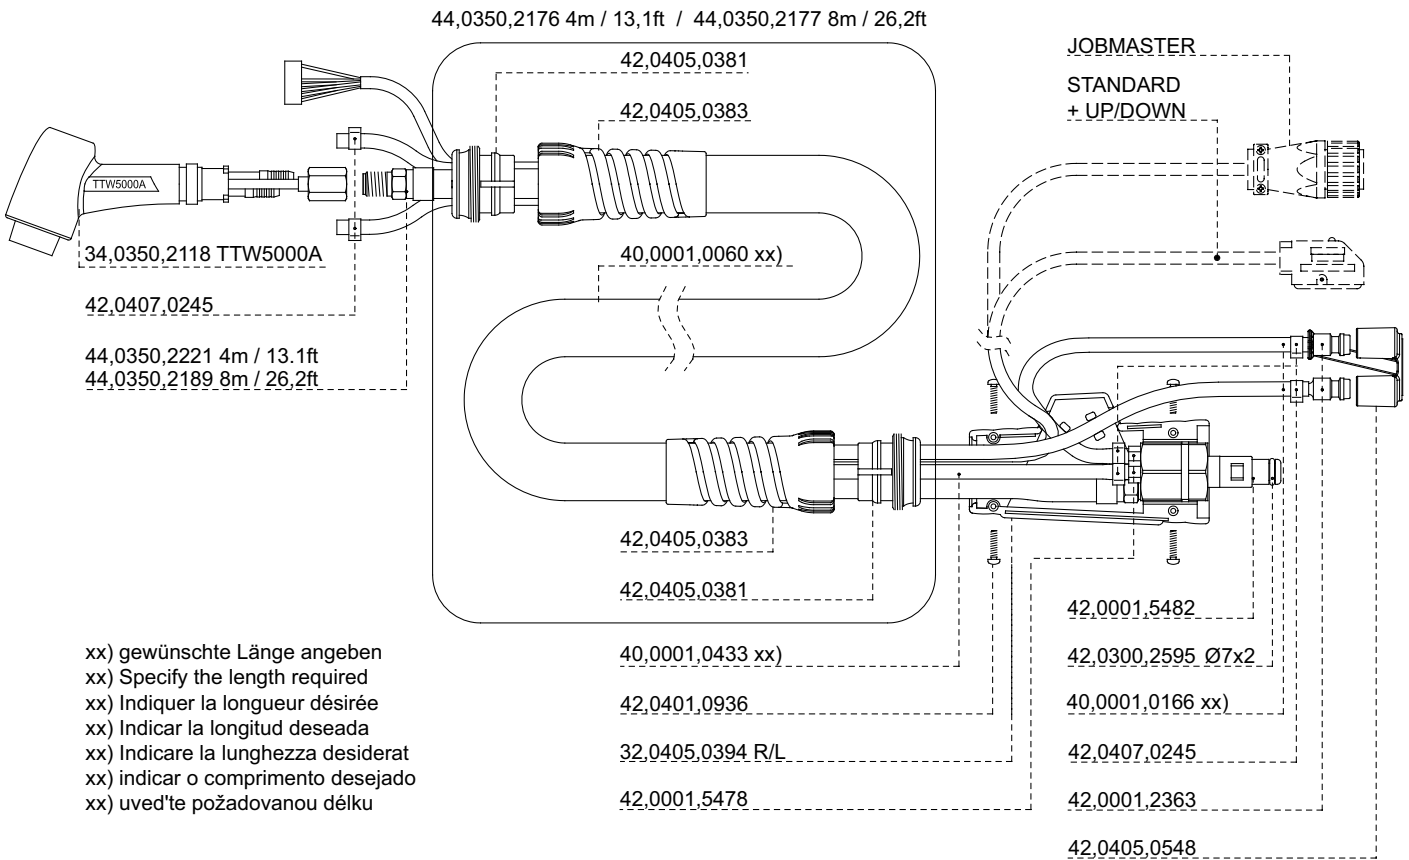 44,0350,2176 4m / 13,1ft / 44,0350,2177 8m / 26,2ft
42,0405,0381
42,0405,0383
JOBMASTER
STANDARD
+ UP/DOWN
TTW5000A
34,0350,2118 TTW5000A
42,0407,0245
44,0350,2221 4m / 13.1ft
44,0350,2189 8m / 26,2ft
40,0001,0060 xx)
42,0405,0383
42,0405,0381
40,0001,0433 xx)
42,0401,0936
32,0405,0394 R/L
42,0001,5478
42,0001,5482
42,0300,2595 Ø7x2
40,0001,0166 xx)
42,0407,0245
42,0001,2363
42,0405,0548
xx) gewünschte Länge angeben
xx) Specify the length required
xx) Indiquer la longueur désirée
xx) Indicar la longitud deseada
xx) Indicare la lunghezza desiderat
xx) indicar o comprimento desejado
xx) uved'te požadovanou délku